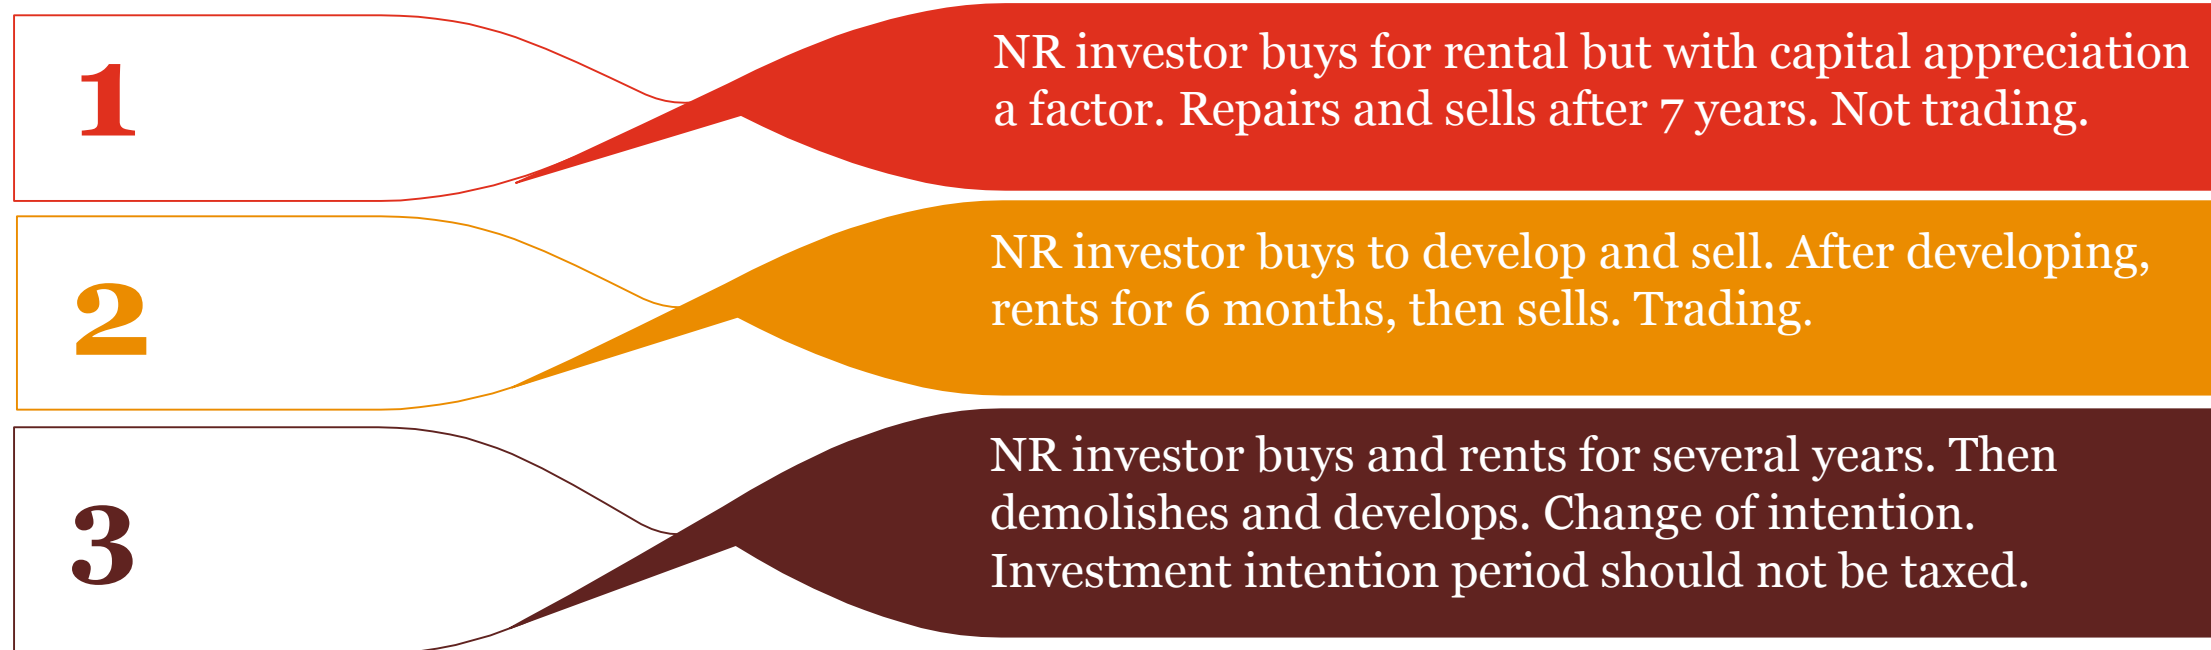 1
NR investor buys for rental but with capital appreciation
a factor. Repairs and sells after 7 years. Not trading.
2
NR investor buys to develop and sell. After developing,
rents for 6 months, then sells. Trading.
3
NR investor buys and rents for several years. Then
demolishes and develops. Change of intention.
Investment intention period should not be taxed.